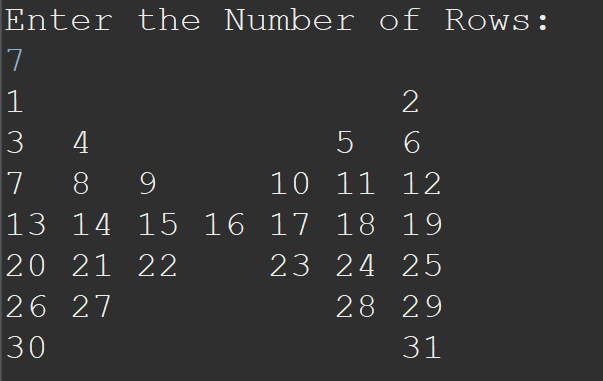 Enter the Number of Rows:
7
1                 2
3  4           5  6
7  8  9     10 11 12
13 14 15 16 17 18 19
20 21 22    23 24 25
26 27          28 29
30                31